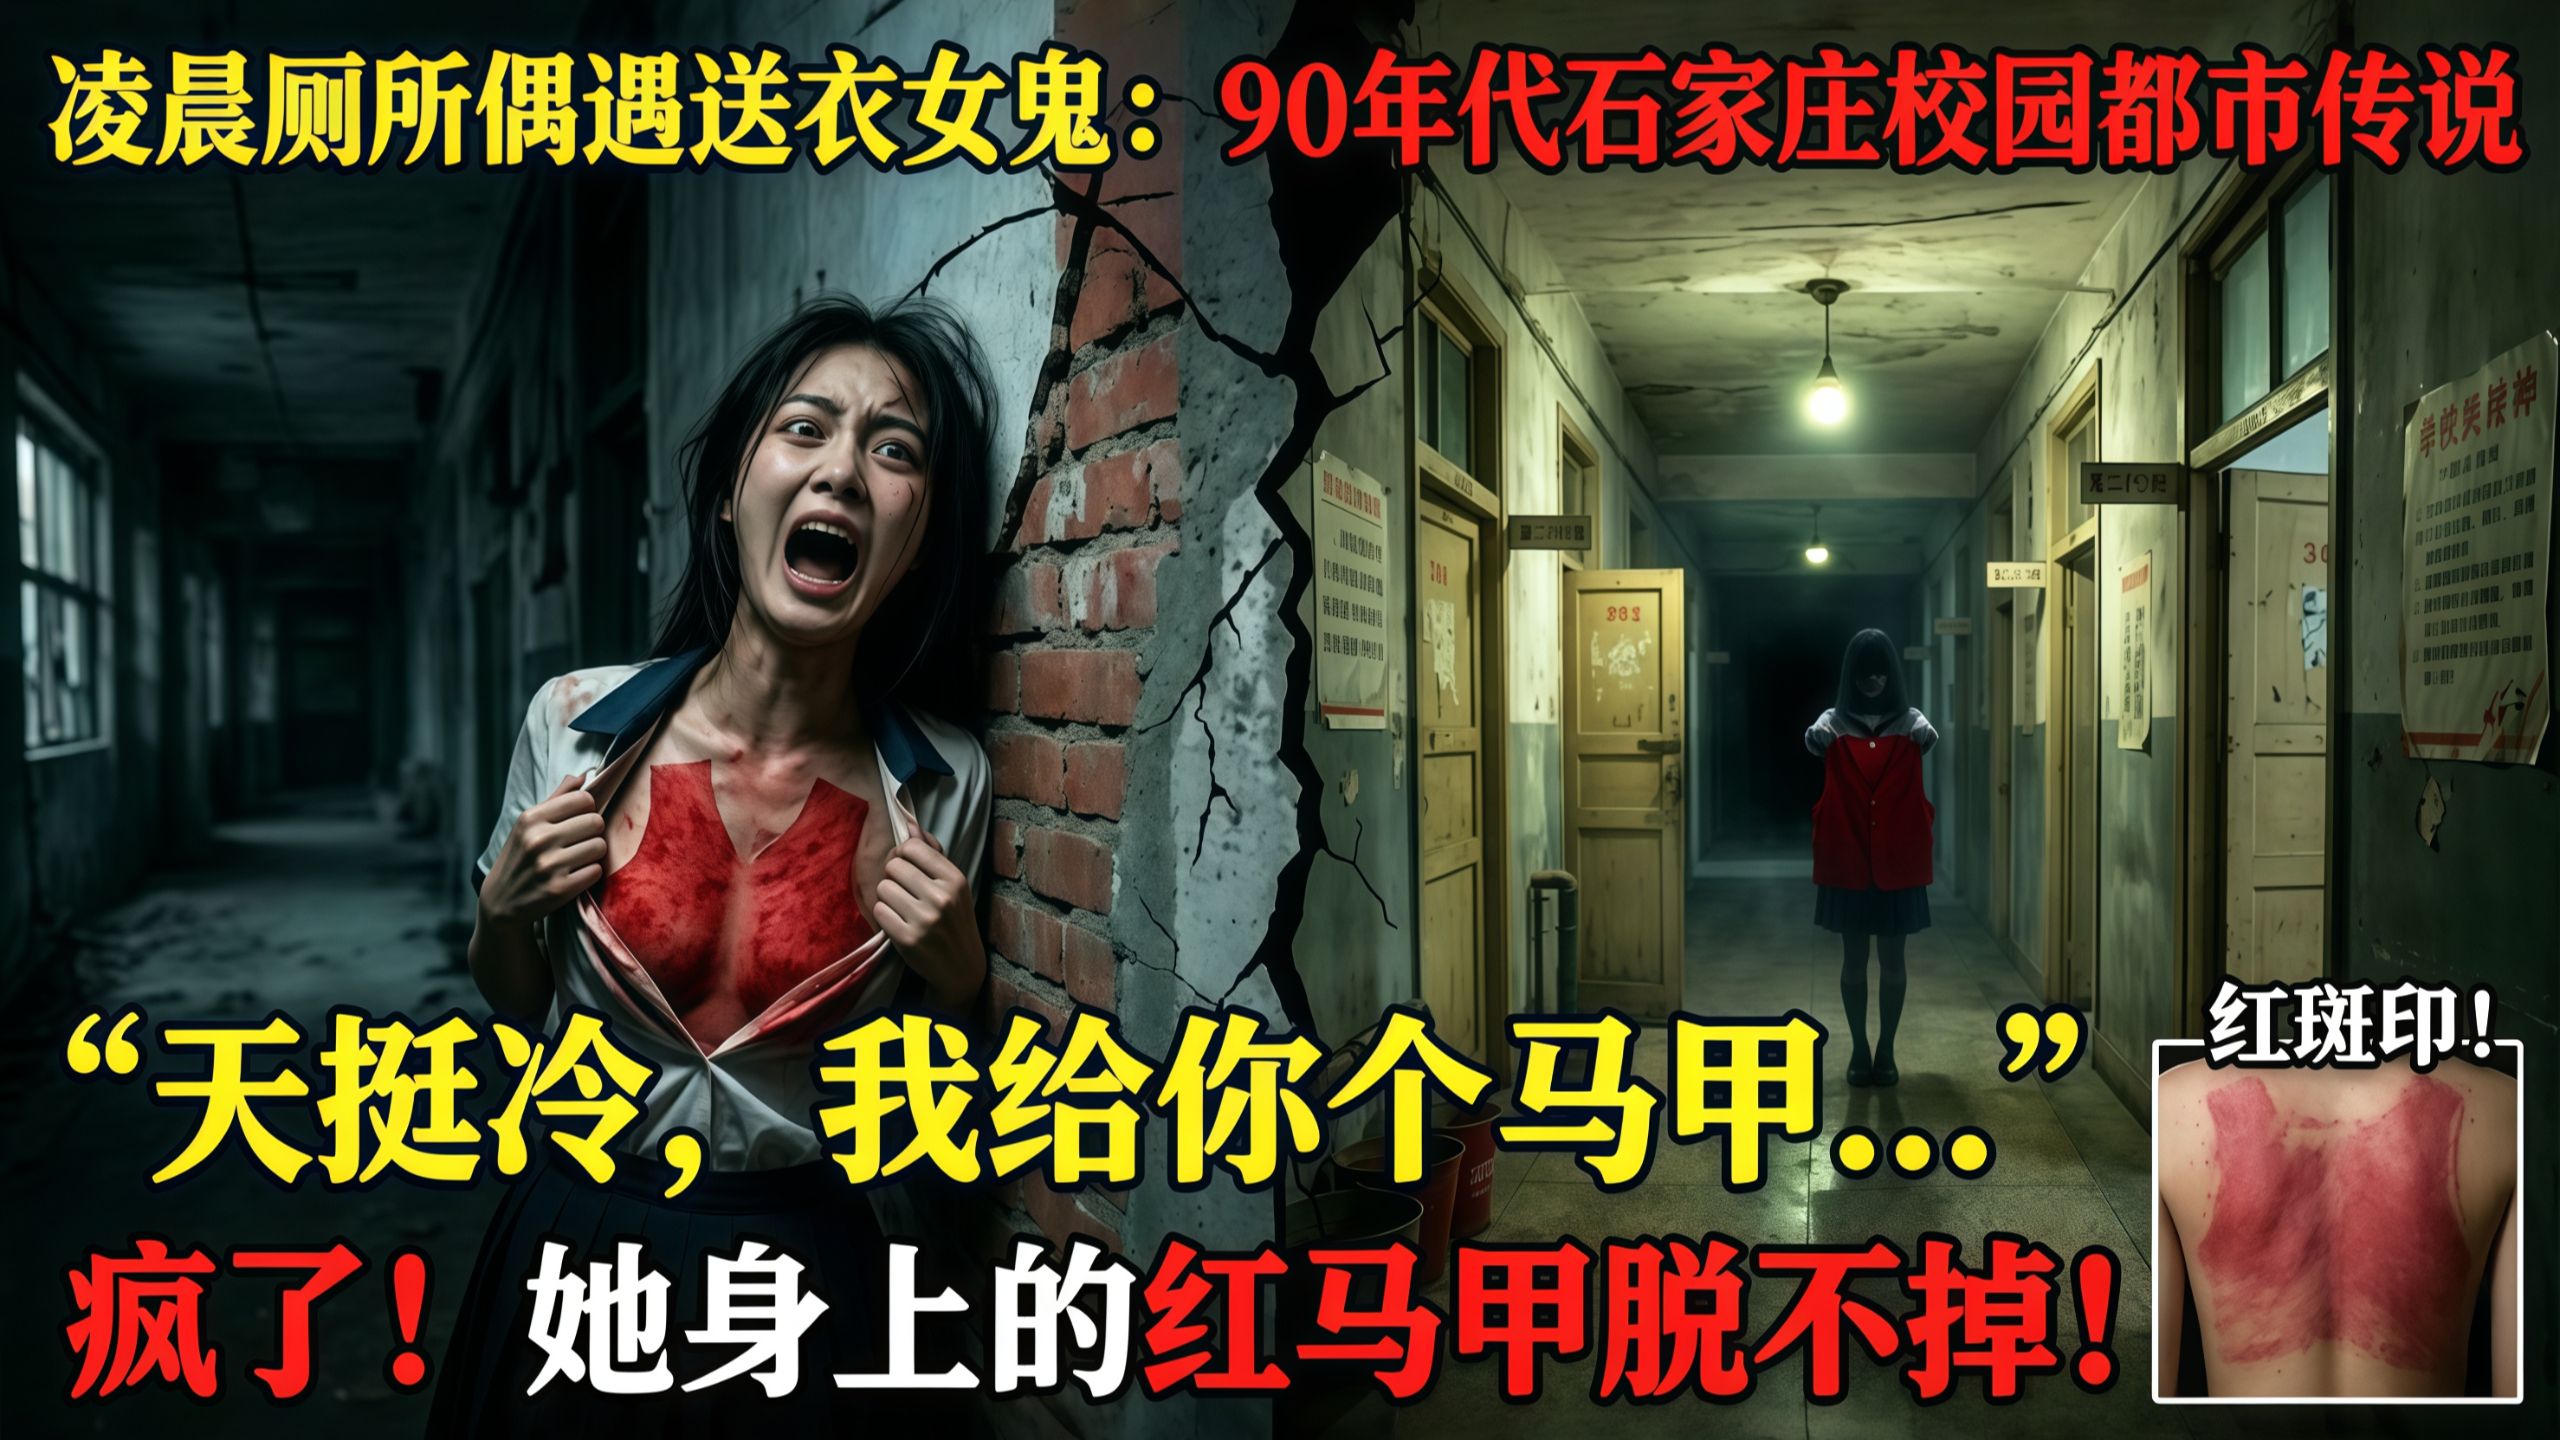 凌晨厕所偶遇送衣女鬼：90年代石家庄校园都市传说
“天挺冷，我给你个马甲...”
红斑印！
疯了！她身上的红马甲脱不掉！